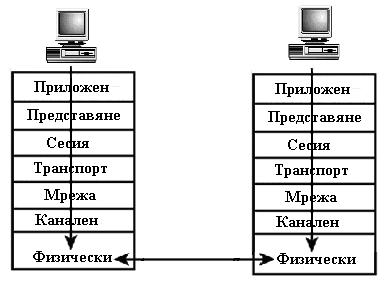 Приложен
Представяне
Сесия
Транспорт
Мрежа
Канален
Физически
Приложен
Представяне
Сесия
Транспорт
Мрежа
Канален
Физически